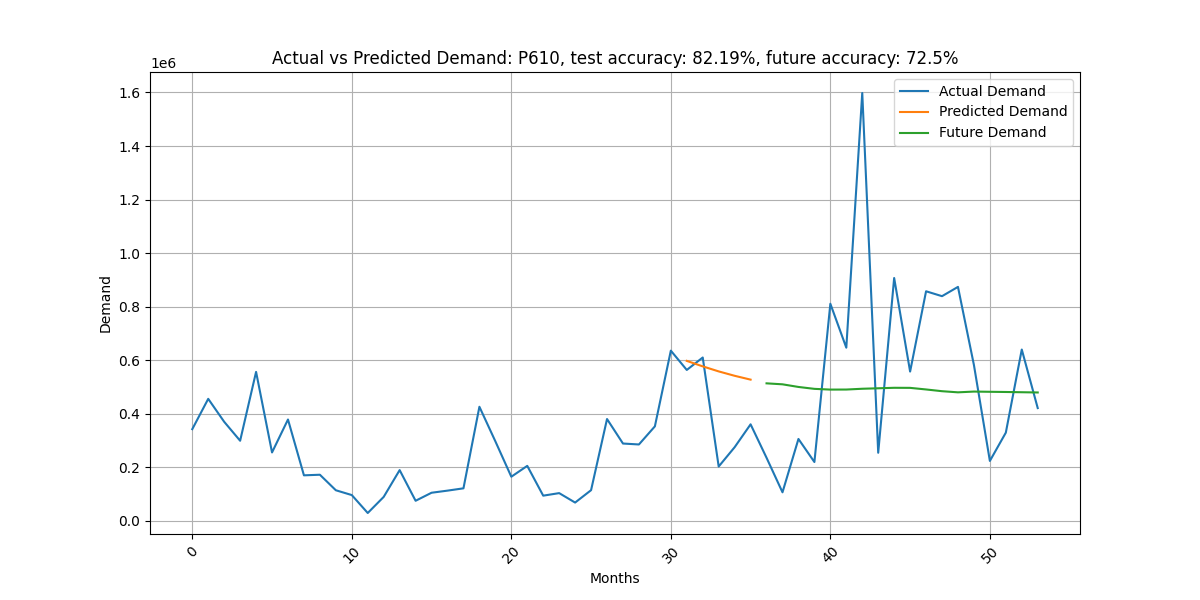 Actual vs Predicted Demand: P610, test accuracy: 82.19%, future accuracy: 72.5%
1e6
Actual Demand
Predicted Demand
Future Demand
1.6
1.4
1.2
1.0
0.8
0.6
0.4
0.2
0.0
Demand
0
10
20
30
40
50
Months